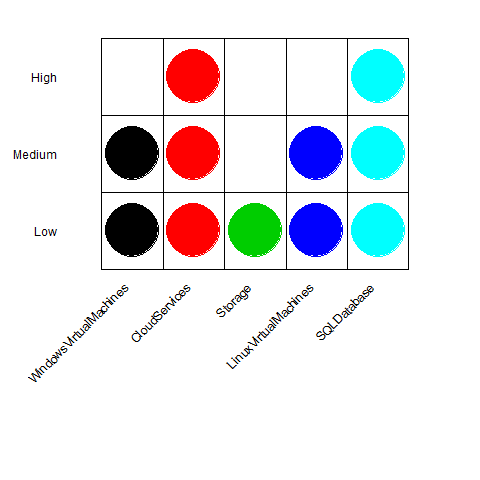 High
Medium
Low
WindowsVirtualMachines
CloudServices
Storage
LinuxVirtualMachines
SQLDatabase